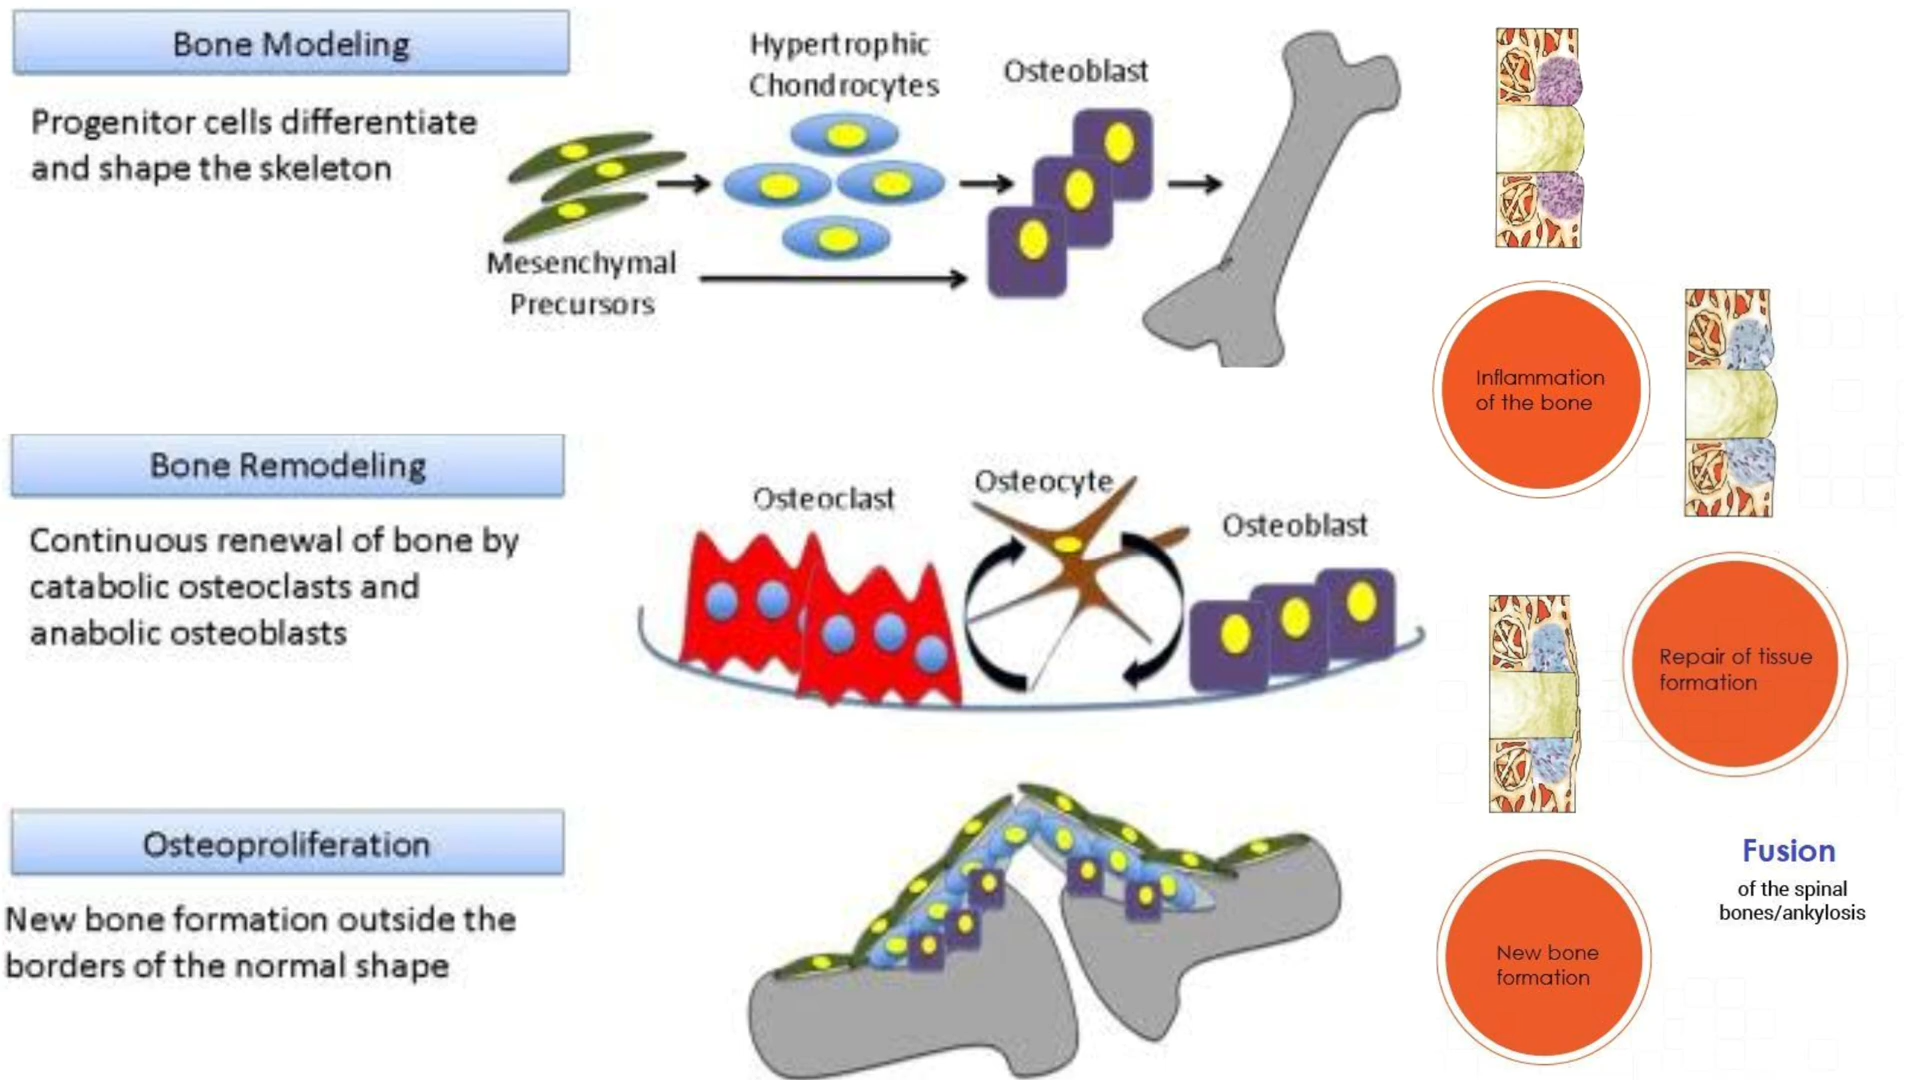 Bone Modeling
Progenitor cells differentiate
and shape the skeleton
Hypertrophic
Chondrocytes
Osteoblast
Mesenchymal
Precursors
Bone Remodeling
Continuous renewal of bone by
catabolic osteoclasts and
anabolic osteoblasts
Osteoclast
Osteocyte
Osteoblast
Osteoproliferation
New bone formation outside the
borders of the normal shape
Inflammation
of the bone
Repair of tissue
formation
New bone
formation
Fusion
of the spinal
bones/ankylosis